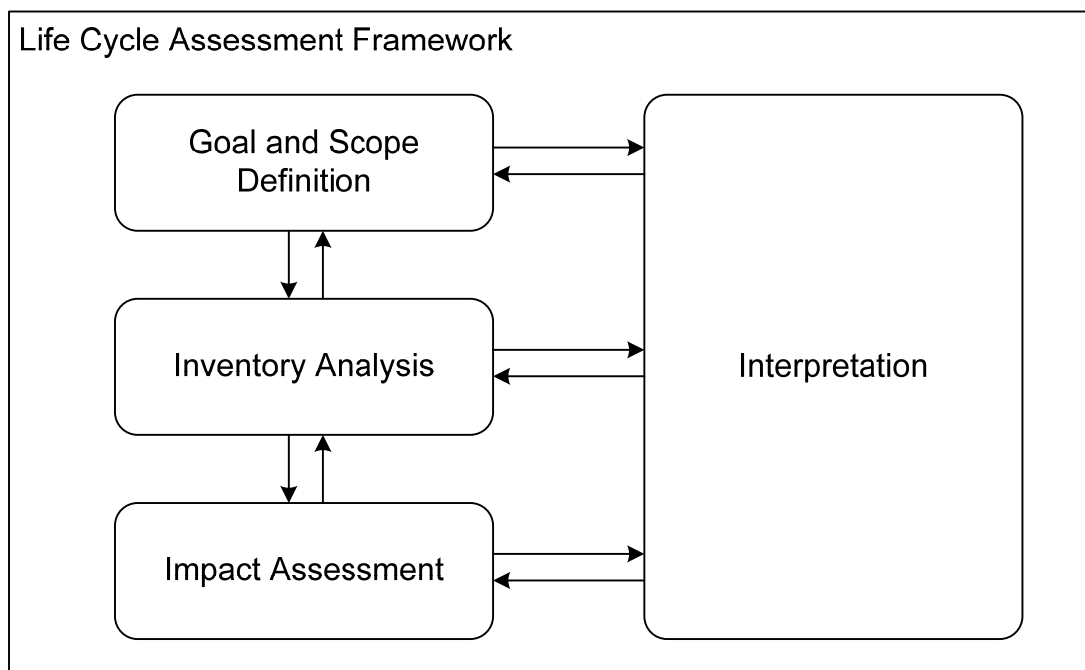 Life Cycle Assessment Framework
Goal and Scope
Definition
Inventory Analysis
Interpretation
Impact Assessment